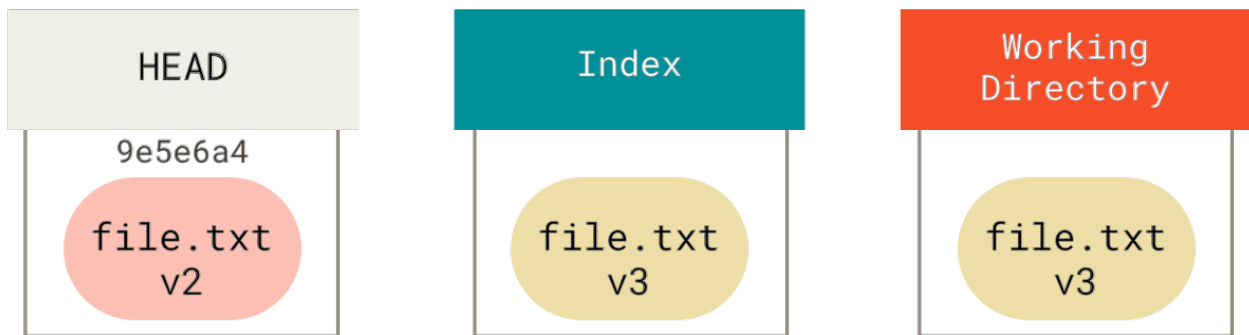 HEAD
Index
Working
Directory
9e5e6a4
file.txt
v2
file.txt
v3
file.txt
v3